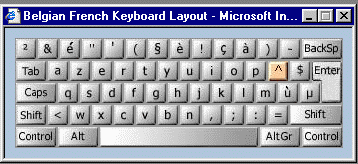 Belgian French Keyboard Layout - Microsoft In...
² & é " ' ( § è ! ç à ) - BackSp
Tab a z e r t y u i o p ^ $ Enter
Caps q s d f g h j k l m ù µ
Shift < w x c v b n , ; : = Shift
Control Alt AltGr Control